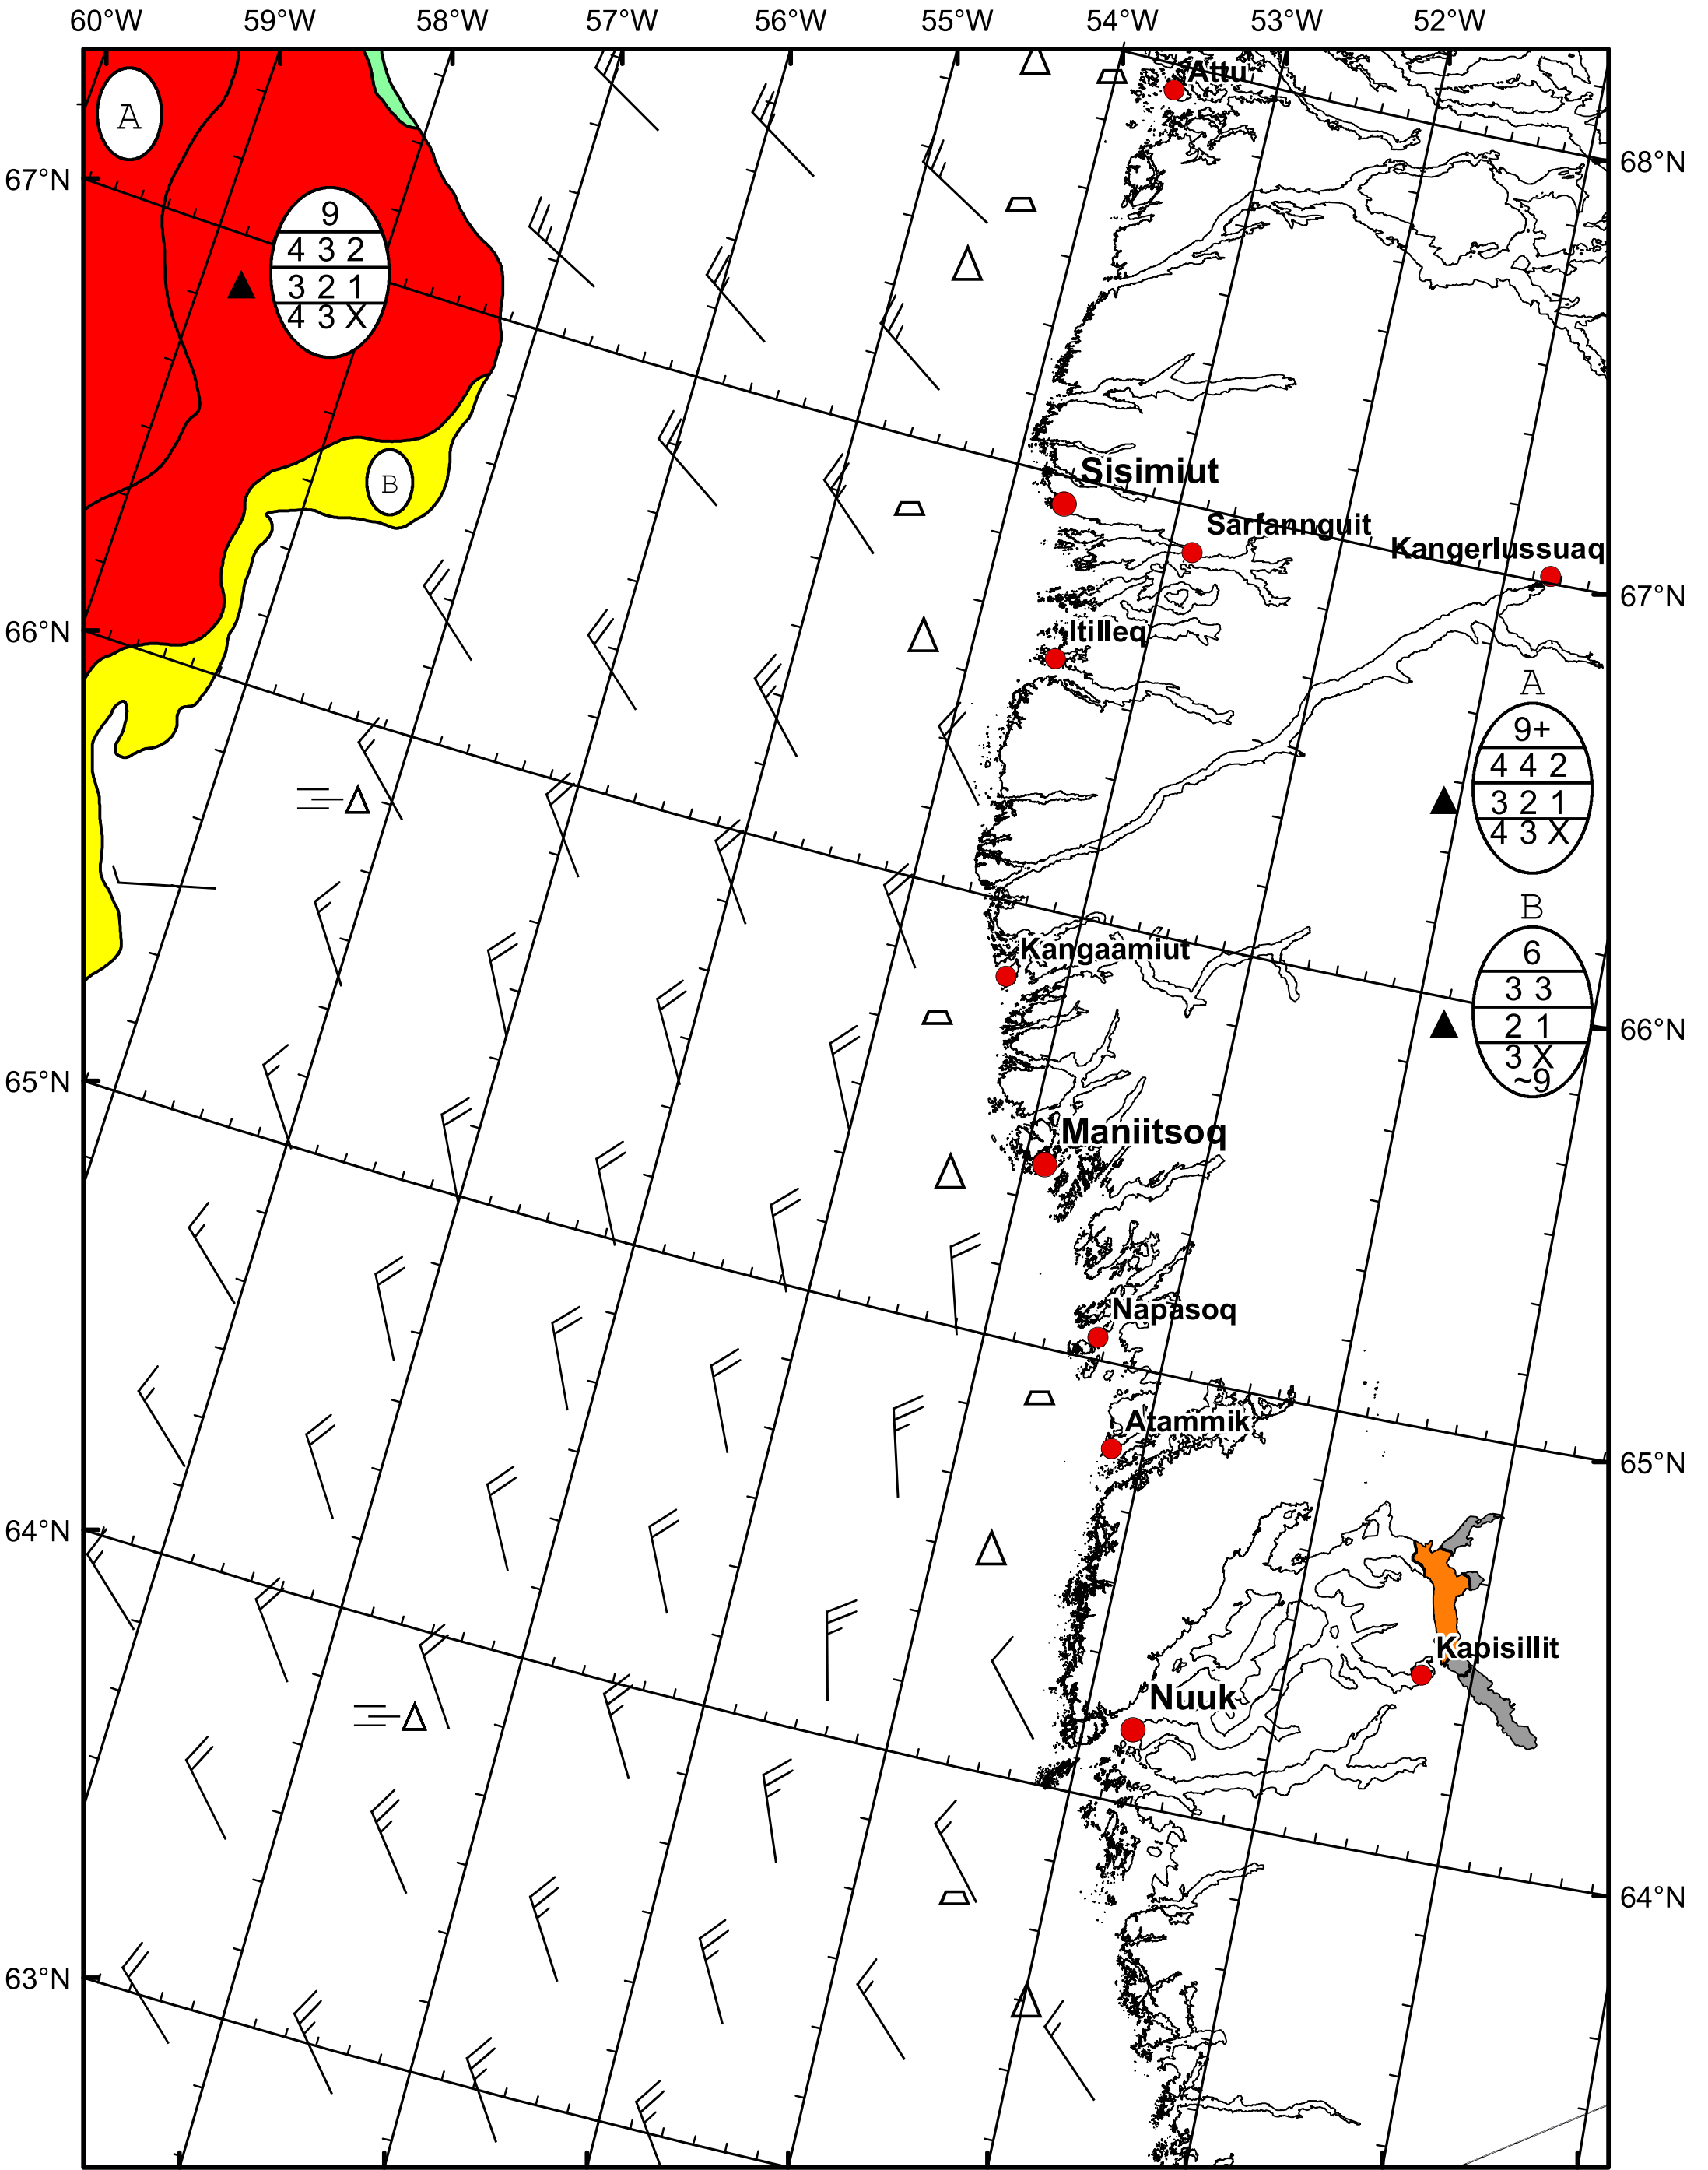 60°W 59°W 58°W 57°W 56°W 55°W 54°W 53°W 52°W
Attu
A
68°N
67°N
9
4 3 2
3 2 1
4 3 X
Sisimiut
B
Sarfannguit
Kangerlussuaq
67°N
66°N
Itilleq
A
9+
4 4 2
3 2 1
4 3 X
B
Kangaamiut
6
3 3
2 1
66°N
3 X
~9
65°N
Maniitsoq
Napasoq
Atammik
65°N
64°N
Kapisillit
Nuuk
64°N
63°N